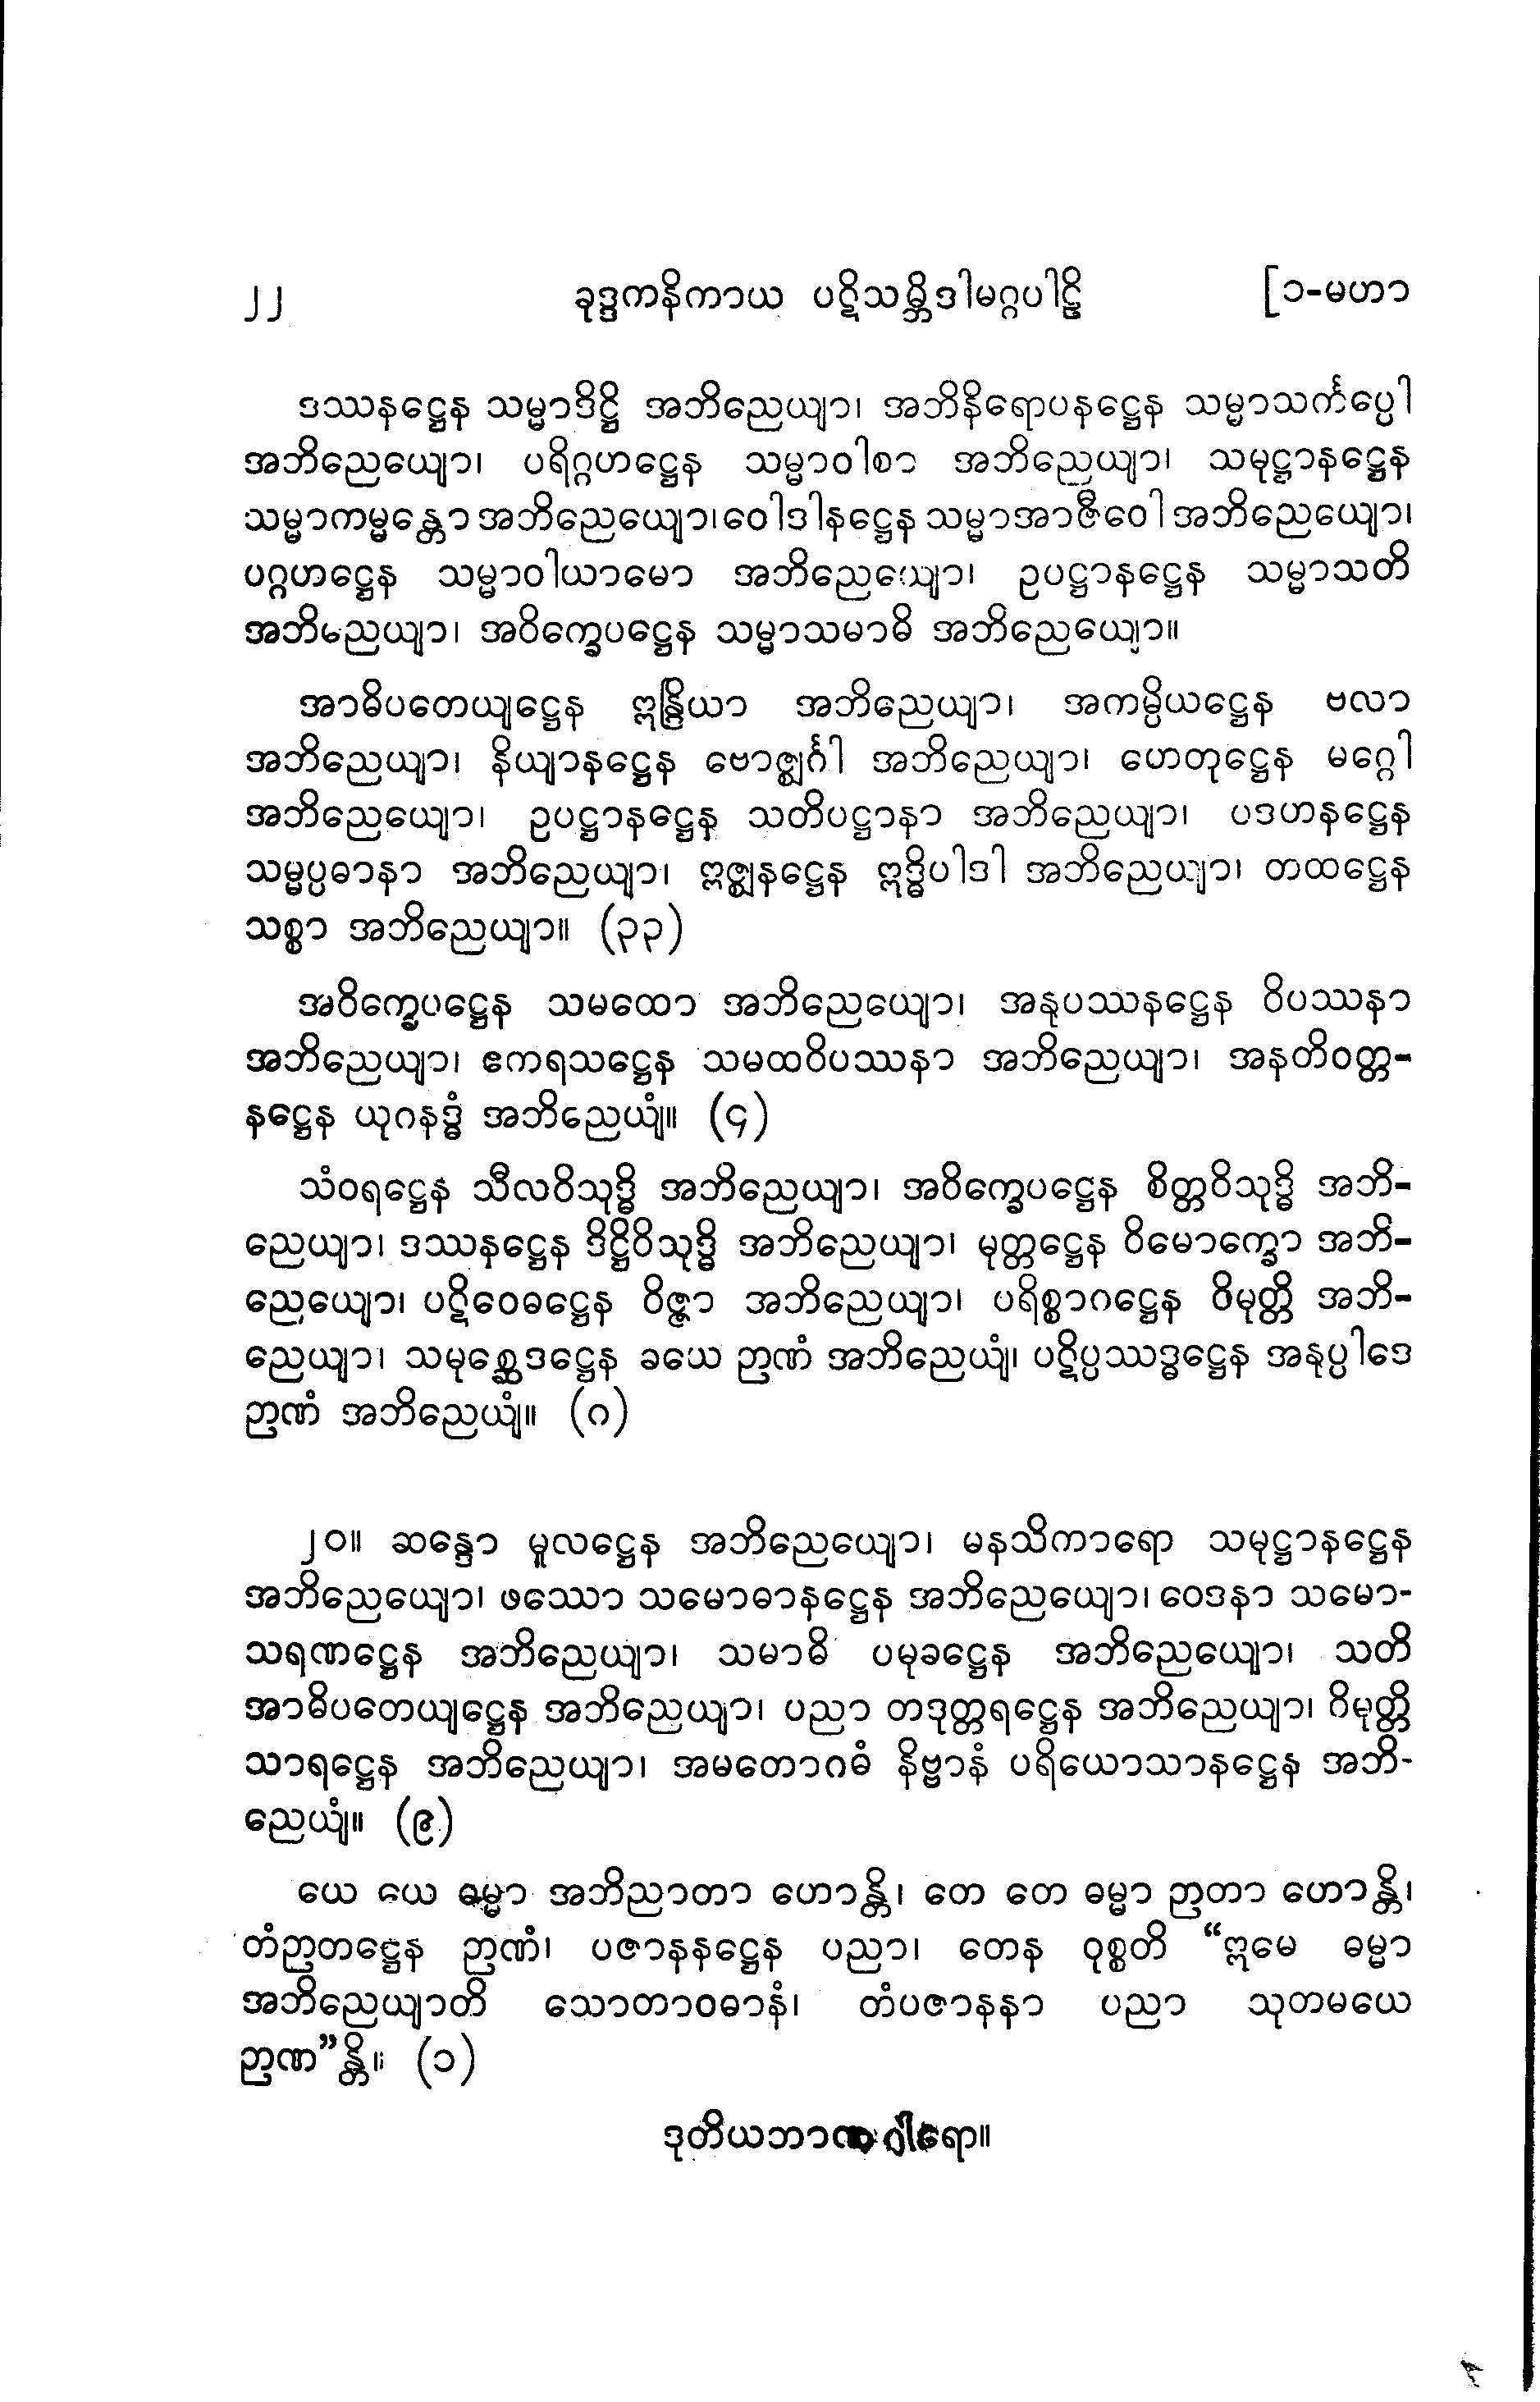 ၂၂ ခုဒ္ဒကနိကာယ ပဋိသမ္ဘိဒါမဂ္ဂပါဠိ [၁-မဟာ
ဒဿနဋ္ဌေန သမ္မာဒိဋ္ဌိ အဘိညေယျာ၊ အဘိနိရောပနဋ္ဌေန သမ္မာသင်္ကပ္ပေါ
အဘိညေယျော၊ ပရိဂ္ဂဟဋ္ဌေန သမ္မာဝါစာ အဘိညေယျာ၊ သမုဋ္ဌာနဋ္ဌေန
သမ္မာကမ္မန္တော အဘိညေယျော၊ ဝေါဒါနဋ္ဌေန သမ္မာအာဇီဝေါ အဘိညေယျော၊
ပဂ္ဂဟဋ္ဌေန သမ္မာဝါယာမော အဘိညေယျော၊ ဥပဋ္ဌာနဋ္ဌေန သမ္မာသတိ
အဘိညေယျာ၊ အဝိက္ခေပဋ္ဌေန သမ္မာသမာဓိ အဘိညေယျော။
အာဓိပတေယျဋ္ဌေန ဣန္ဒြိယာ အဘိညေယျာ၊ အကမ္ပိယဋ္ဌေန ဗလာ
အဘိညေယျာ၊ နိယျာနဋ္ဌေန ဗောဇ္ဈင်္ဂါ အဘိညေယျာ၊ ဟေတုဋ္ဌေန မဂ္ဂေါ
အဘိညေယျော၊ ဥပဋ္ဌာနဋ္ဌေန သတိပဋ္ဌာနာ အဘိညေယျာ၊ ပဒဟနဋ္ဌေန
သမ္မပ္ပဓာနာ အဘိညေယျာ၊ ဣဇ္ဈနဋ္ဌေန ဣဒ္ဓိပါဒါ အဘိညေယျာ၊ တထဋ္ဌေန
သစ္စာ အဘိညေယျာ။ (၃၃)
အဝိက္ခေပဋ္ဌေန သမထော အဘိညေယျော၊ အနုပဿနဋ္ဌေန ဝိပဿနာ
အဘိညေယျာ၊ ဧကရသဋ္ဌေန သမထဝိပဿနာ အဘိညေယျာ၊ အနတိဝတ္တ-
နဋ္ဌေန ယုဂနဒ္ဓံ အဘိညေယျံ။ (၄)
သံဝရဋ္ဌေန သီလဝိသုဒ္ဓိ အဘိညေယျာ၊ အဝိက္ခေပဋ္ဌေန စိတ္တဝိသုဒ္ဓိ အဘိ-
ညေယျာ၊ ဒဿနဋ္ဌေန ဒိဋ္ဌိဝိသုဒ္ဓိ အဘိညေယျာ၊ မုတ္တဋ္ဌေန ဝိမောက္ခော အဘိ-
ညေယျော၊ ပဋိဝေဓဋ္ဌေန ဝိဇ္ဇာ အဘိညေယျာ၊ ပရိစ္စာဂဋ္ဌေန ဝိမုတ္တိ အဘိ-
ညေယျာ၊ သမုစ္ဆေဒဋ္ဌေန ခယေ ဉာဏံ အဘိညေယျံ၊ ပဋိပ္ပဿဒ္ဓဋ္ဌေန အနုပ္ပါဒေ
ဉာဏံ အဘိညေယျံ။ (၈)
၂၀။ ဆန္ဒော မူလဋ္ဌေန အဘိညေယျော၊ မနသိကာရော သမုဋ္ဌာနဋ္ဌေန
အဘိညေယျော၊ ဖဿော သမောဓာနဋ္ဌေန အဘိညေယျော၊ ဝေဒနာ သမော-
သရဏဋ္ဌေန အဘိညေယျာ၊ သမာဓိ ပမုခဋ္ဌေန အဘိညေယျော၊ သတိ
အာဓိပတေယျဋ္ဌေန အဘိညေယျာ၊ ပညာ တဒုတ္တရဋ္ဌေန အဘိညေယျာ၊ ဝိမုတ္တိ
သာရဋ္ဌေန အဘိညေယျာ၊ အမတောဂဓံ နိဗ္ဗာနံ ပရိယောသာနဋ္ဌေန အဘိ-
ညေယျံ။ (၉)
ယေ ယေ ဓမ္မာ အဘိညာတာ ဟောန္တိ၊ တေ တေ ဓမ္မာ ဉာတာ ဟောန္တိ၊
တံဉာတဋ္ဌေန ဉာဏံ၊ ပဇာနနဋ္ဌေန ပညာ၊ တေန ဝုစ္စတိ “ဣမေ ဓမ္မာ
အဘိညေယျာတိ သောတာဝဓာနံ၊ တံပဇာနနာ ပညာ သုတမယေ
ဉာဏ”န္တိ။ (၁)
ဒုတိယဘာဏဝါရော။